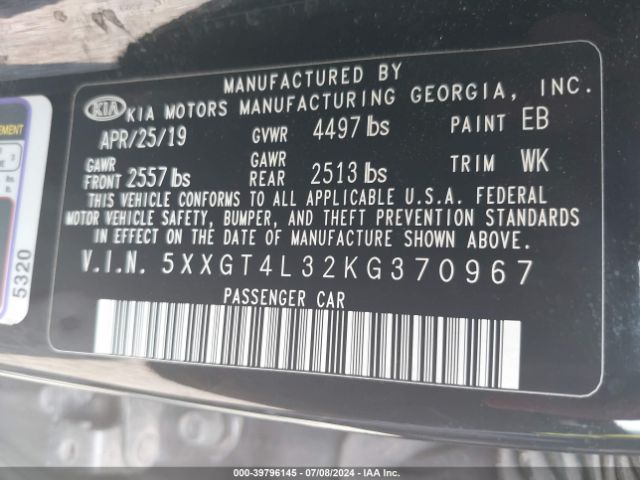 MANUFACTURED BY
KIA KIA MOTORS MANUFACTURING GEORGIA, INC.
APR/25/19 GVWR 4497 lbs PAINT EB
GAWR FRONT 2557 lbs GAWR REAR 2513 lbs TRIM WK
THIS VEHICLE CONFORMS TO ALL APPLICABLE U.S.A. FEDERAL
MOTOR VEHICLE SAFETY, BUMPER, AND THEFT PREVENTION STANDARDS
IN EFFECT ON THE DATE OF MANUFACTURE SHOWN ABOVE.
V.I.N. 5XXGT4L32KG370967
PASSENGER CAR
5320
000-39796145 - 07/08/2024 - IAA Inc.